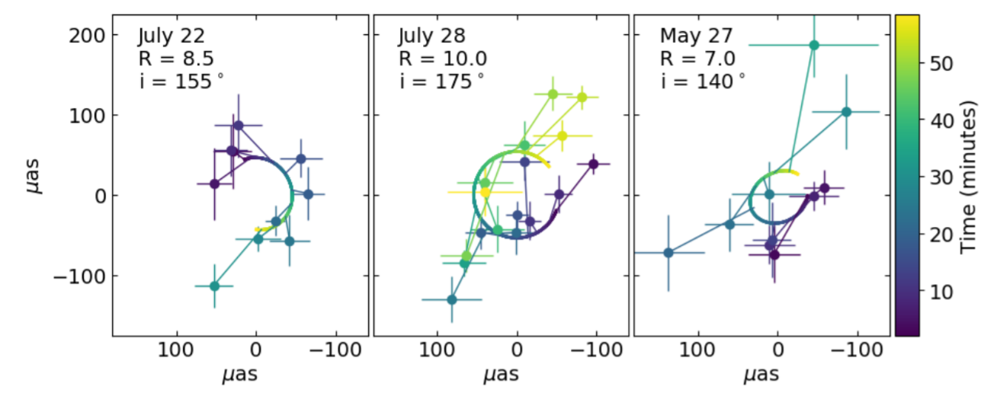 July 22
R = 8.5
i = 155°
July 28
R = 10.0
i = 175°
May 27
R = 7.0
i = 140°
200
100
0
−100
μas
100 0 −100
μas
100 0 −100
μas
100 0 −100
μas
50
40
30
20
10
Time (minutes)